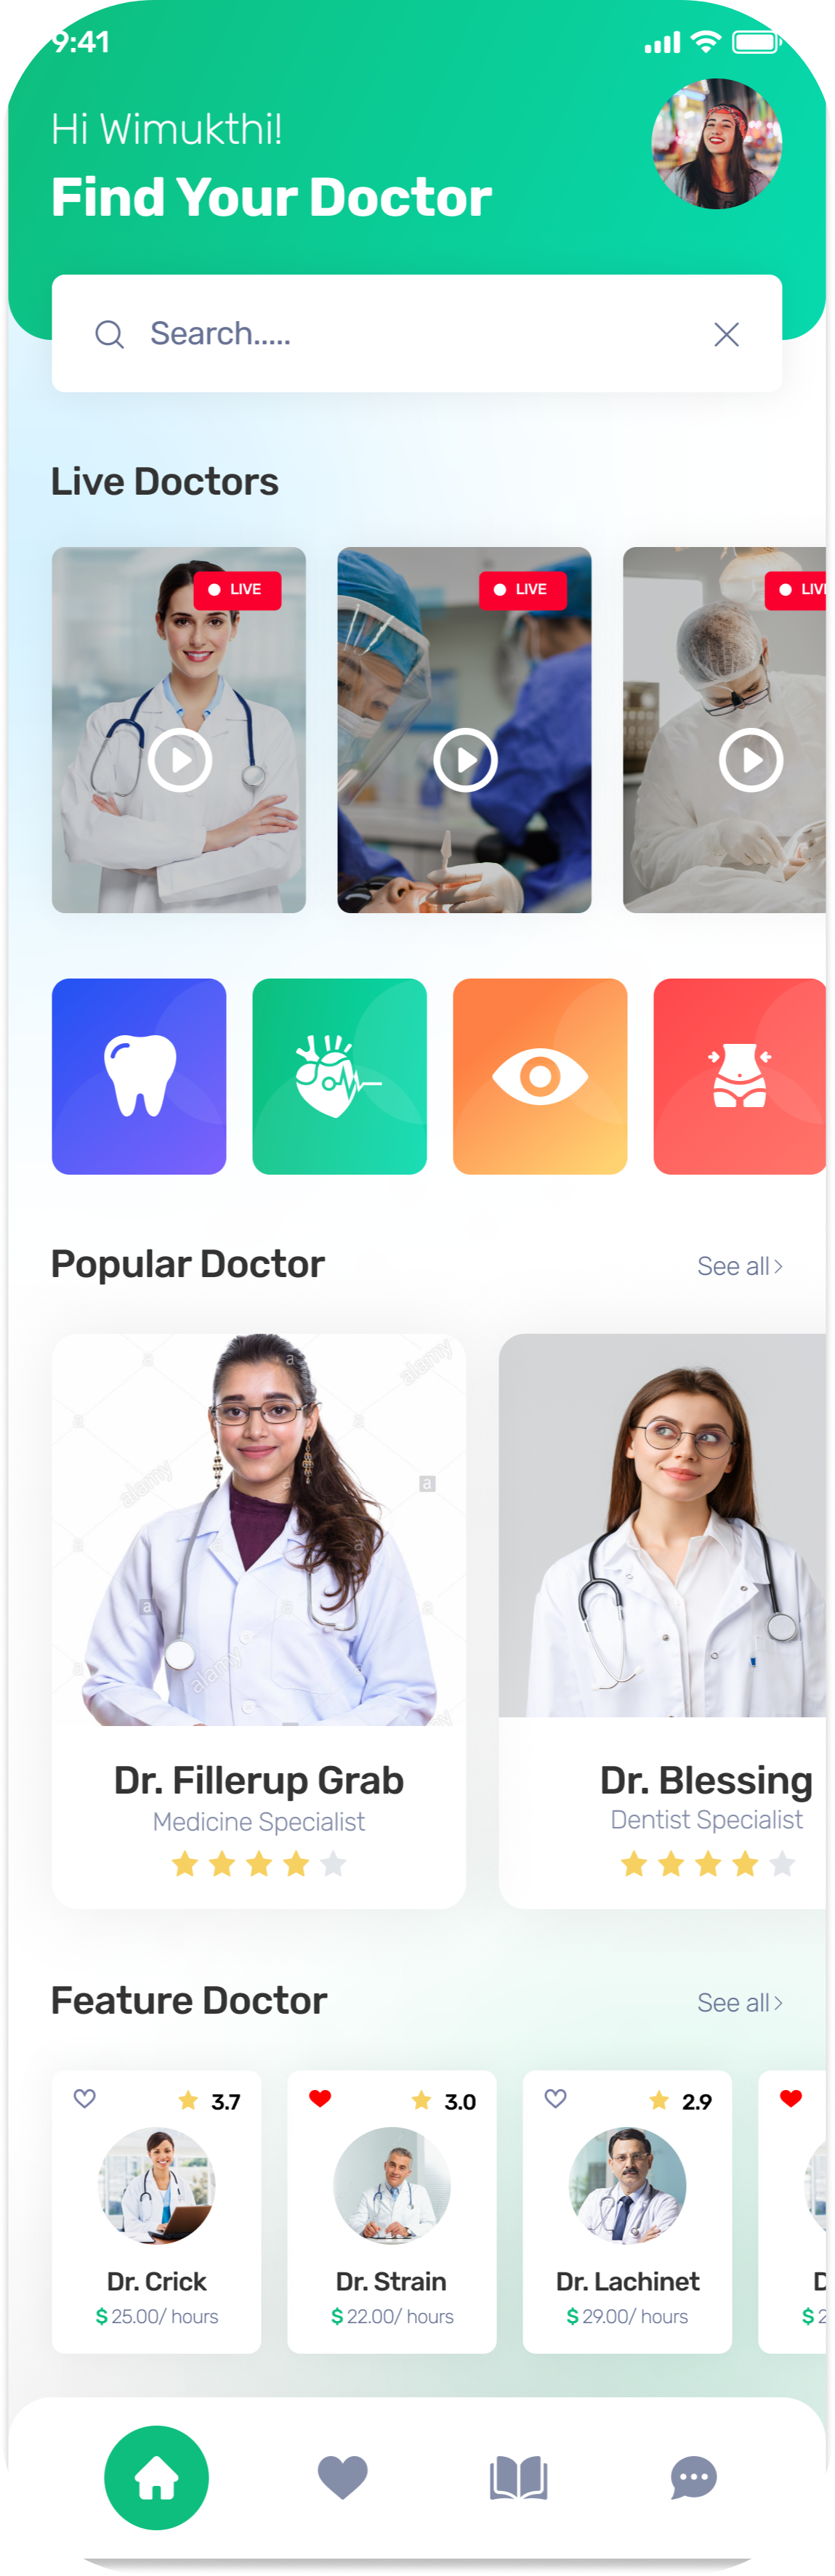 9:41
Hi Wimukthi!
Find Your Doctor
Search.....
Live Doctors
LIVE
LIVE
LIV
Popular Doctor
See all
alamy
a
a
alamy
a
alamy
Dr. Fillerup Grab
Medicine Specialist
Dr. Blessing
Dentist Specialist
Feature Doctor
See all
3.7
3.0
2.9
Dr. Crick
Dr. Strain
Dr. Lachinet
D
$ 25.00/ hours
$ 22.00/ hours
$ 29.00/ hours
$ 2